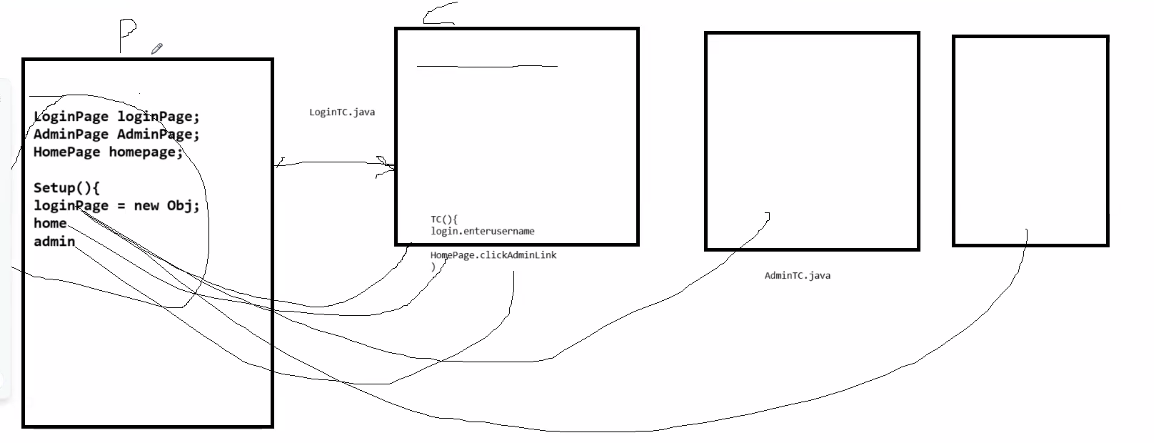 P
C
LoginPage loginPage;
AdminPage AdminPage;
HomePage homepage;
Setup(){
loginPage = new Obj;
home
admin
LoginTC.java
TC(){
login.enterusername
HomePage.clickAdminLink
)
AdminTC.java